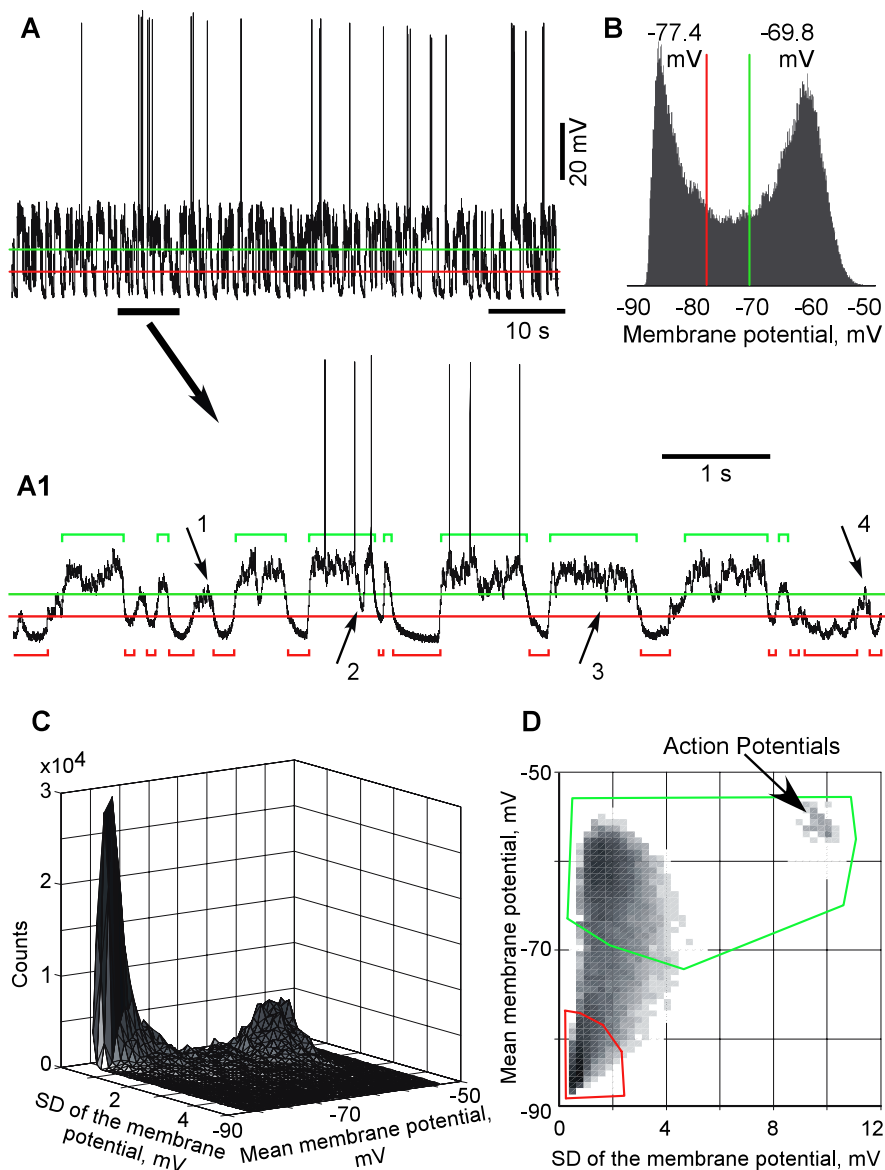 A
20 mV
10 s
B
-77.4 mV
-69.8 mV
-90 -80 -70 -60 -50
Membrane potential, mV
A1
1 s
1
4
2
3
C
x10⁴
3
2
1
0
Counts
2
4
SD of the membrane
potential, mV
-90
-70
-50
Mean membrane potential,
mV
D
Action Potentials
-50
-70
-90
Mean membrane potential, mV
0 2 4 6 8 10 12
SD of the membrane potential, mV